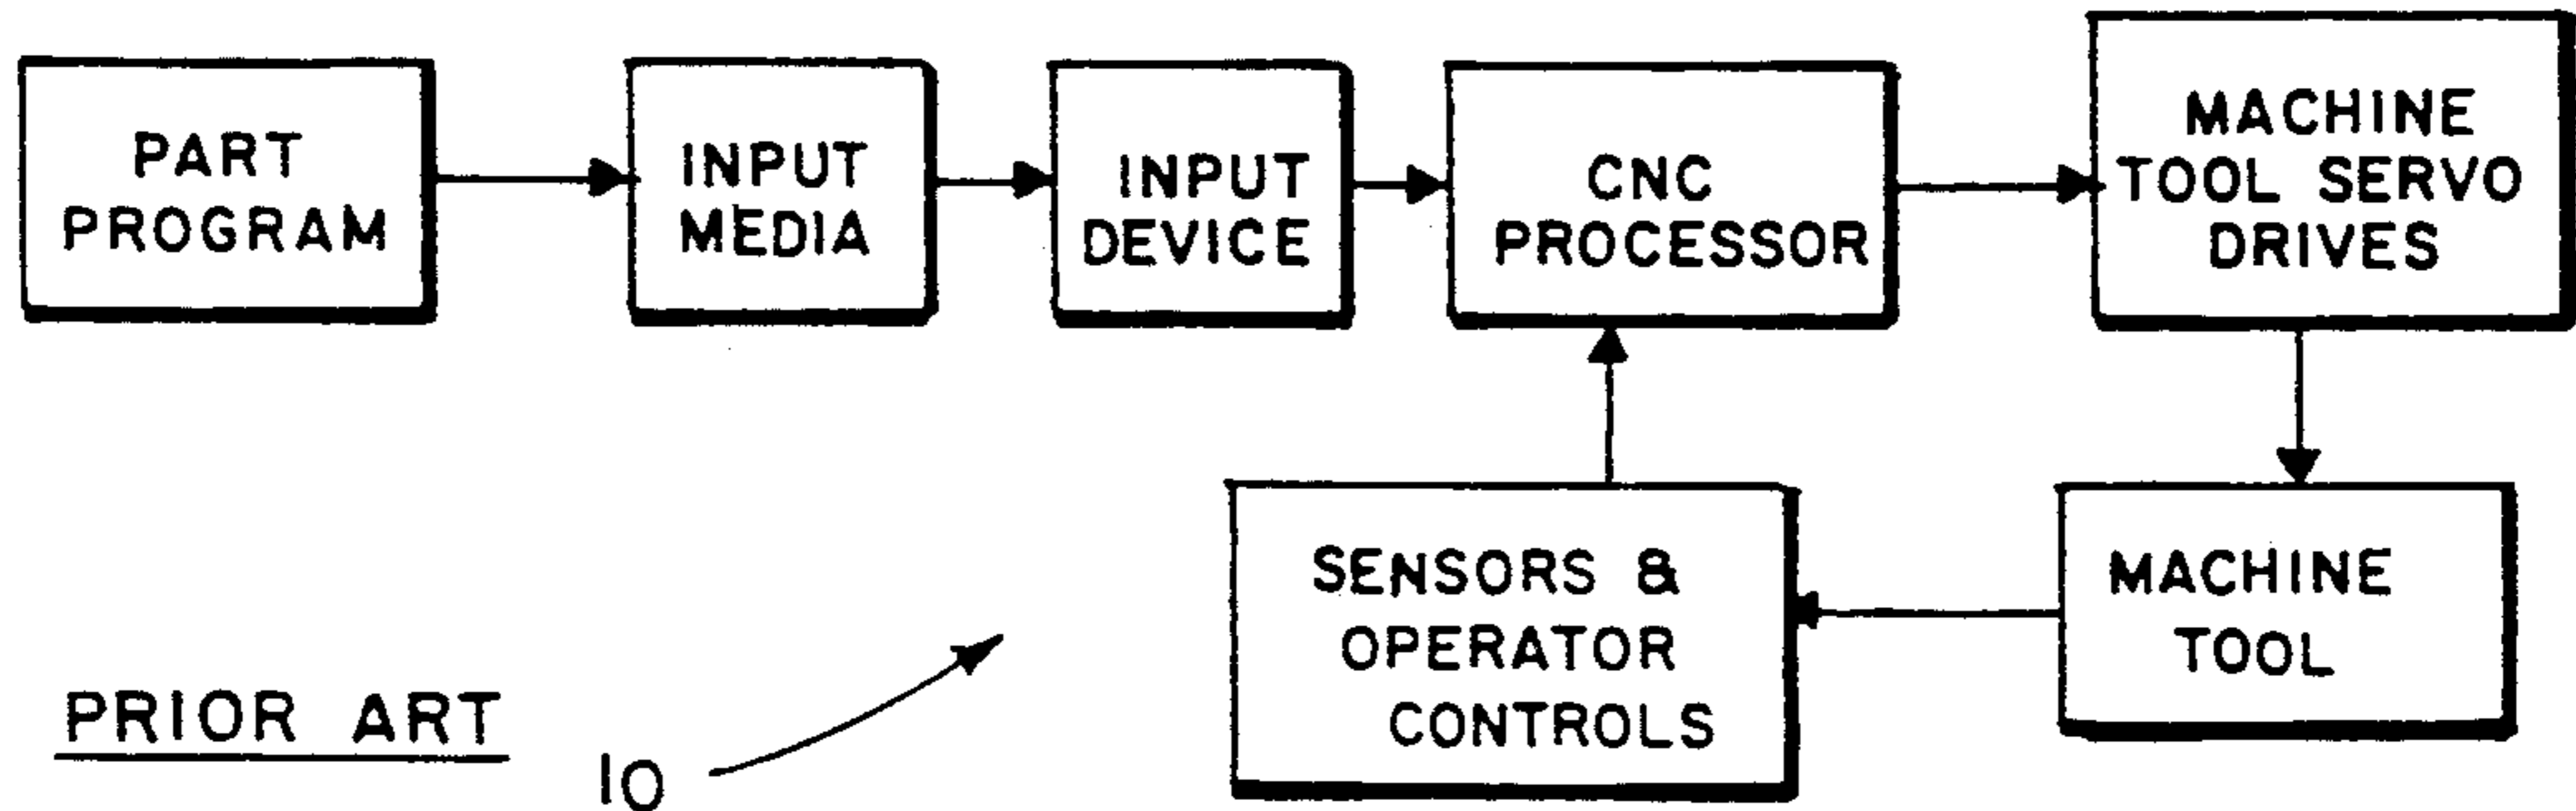 PART
PROGRAM
INPUT
MEDIA
INPUT
DEVICE
CNC
PROCESSOR
MACHINE
TOOL SERVO
DRIVES
SENSORS &
OPERATOR
CONTROLS
MACHINE
TOOL
PRIOR ART
10